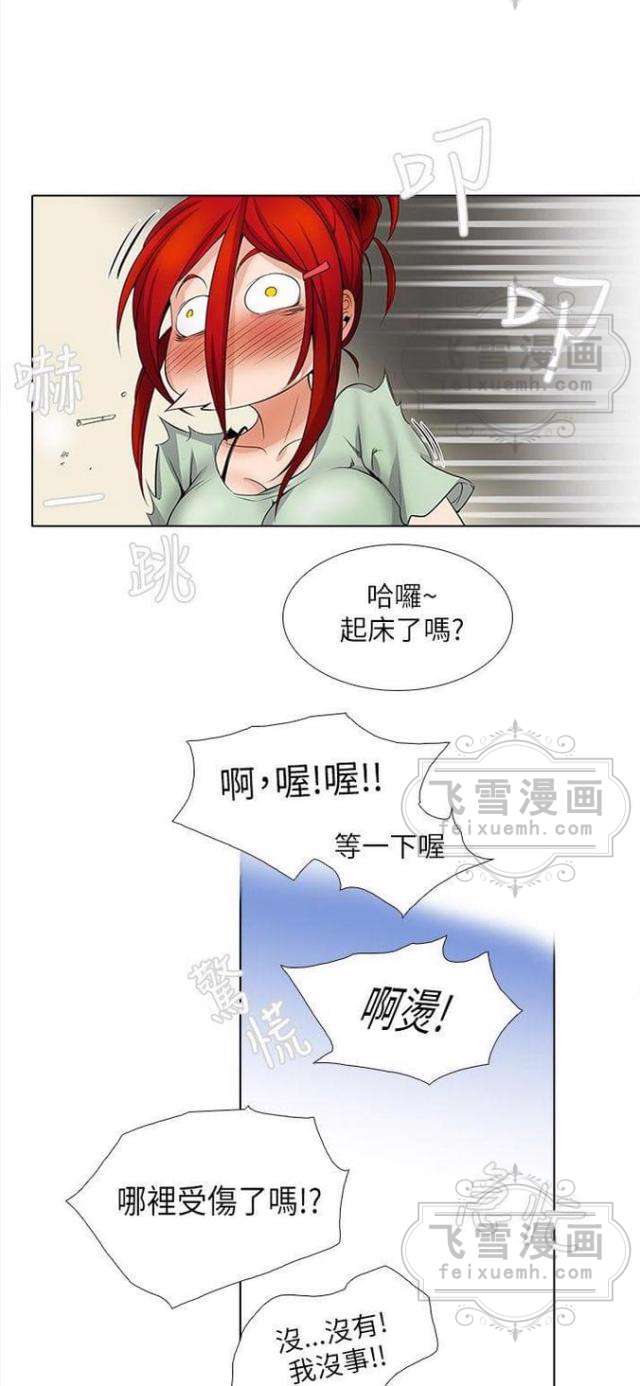 叩
叩
!
飞雪漫画
feixuemh.com
嚇
跳
哈囉~
起床了嗎?
啊,喔!喔!!
等一下喔
飞雪漫画
feixuemh.com
啊燙!
驚
慌
哪裡受傷了嗎!?
飞雪漫画
feixuemh.com
沒...沒有!
我沒事!!